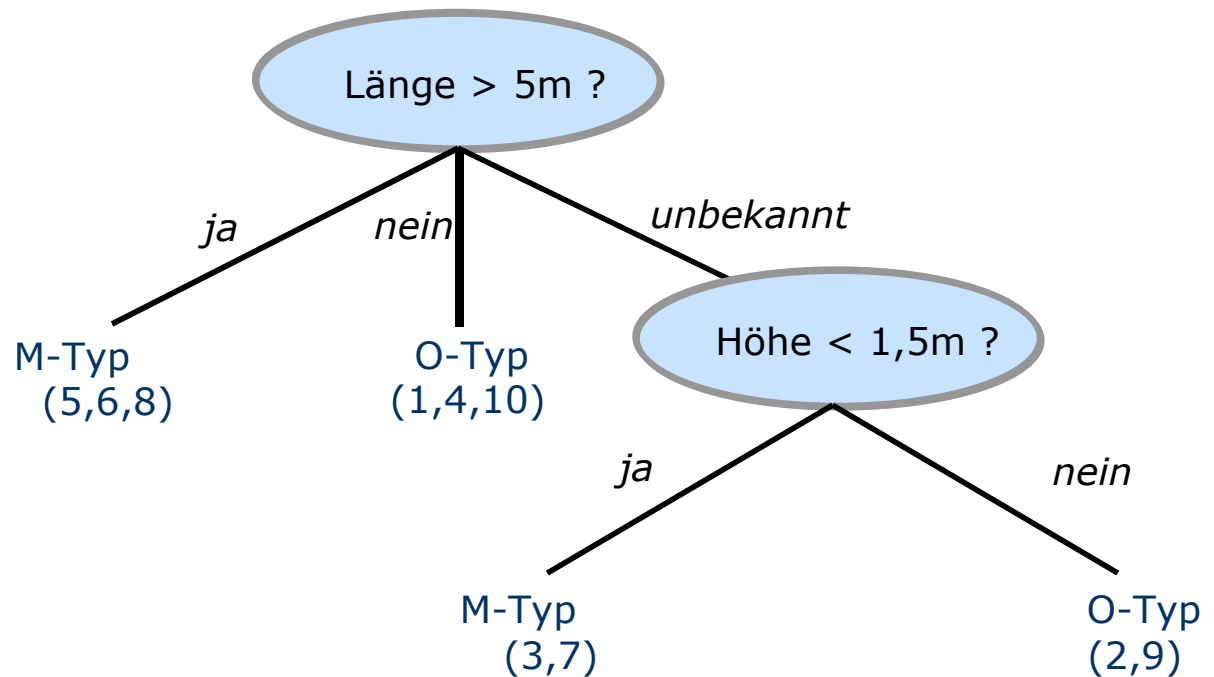 Länge > 5m ?
ja
nein
unbekannt
M-Typ
(5,6,8)
O-Typ
(1,4,10)
Höhe < 1,5m ?
ja
nein
M-Typ
(3,7)
O-Typ
(2,9)